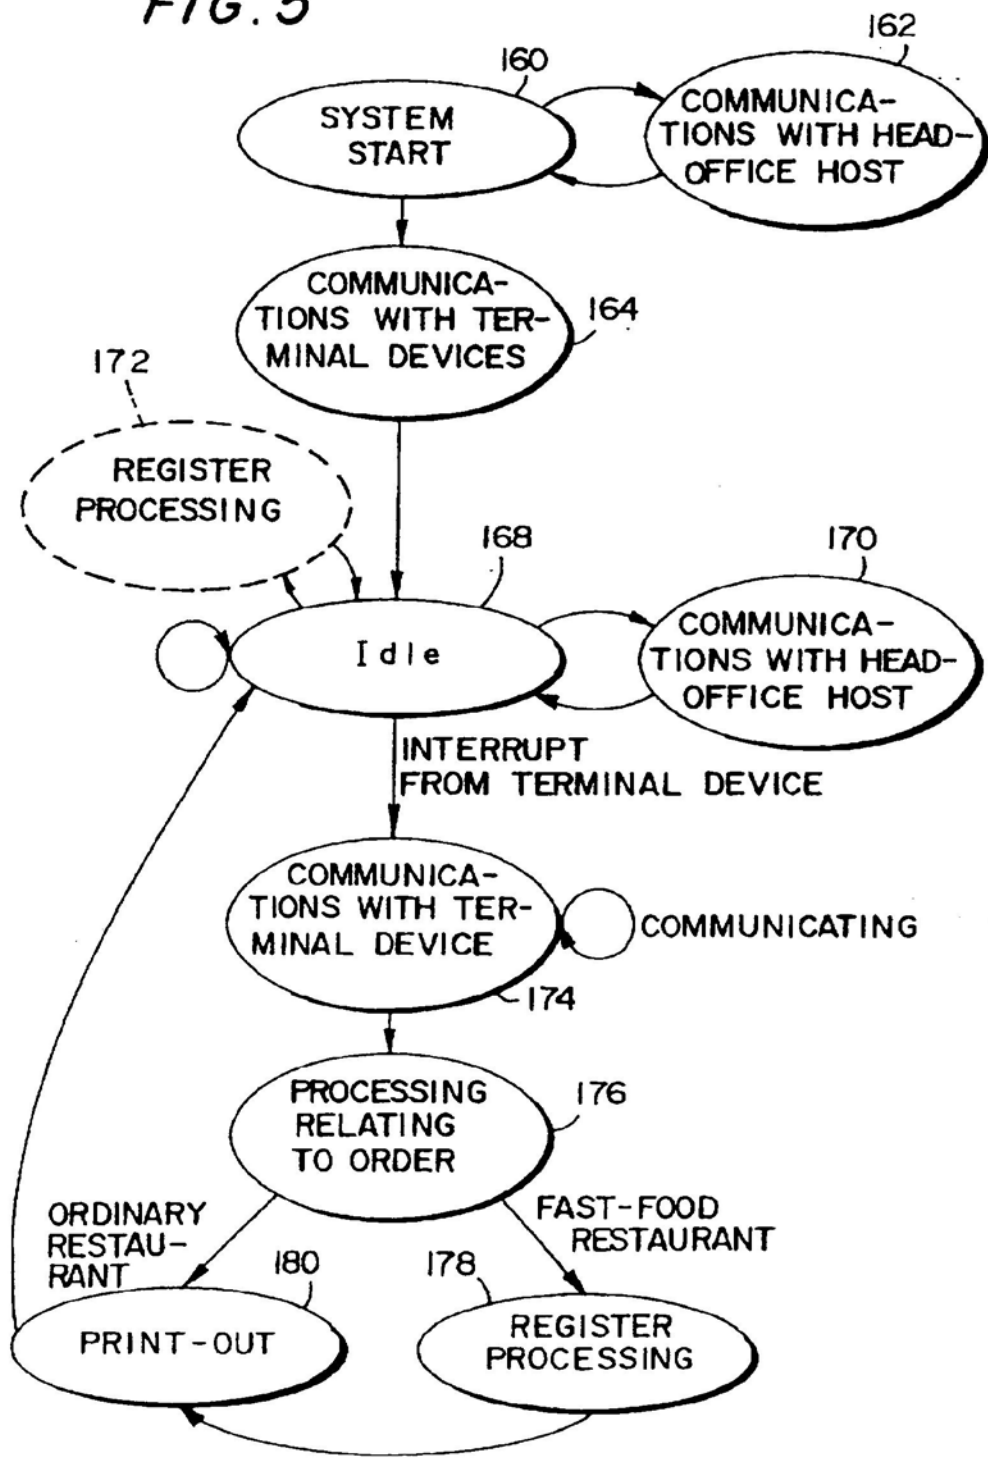 FIG. 5
162
160
SYSTEM
START
COMMUNICA-
TIONS WITH HEAD-
OFFICE HOST
COMMUNICA-
TIONS WITH TER-
MINAL DEVICES
164
172
REGISTER
PROCESSING
168
170
Idle
COMMUNICA-
TIONS WITH HEAD-
OFFICE HOST
INTERRUPT
FROM TERMINAL DEVICE
COMMUNICA-
TIONS WITH TER-
MINAL DEVICE
COMMUNICATING
174
PROCESSING
RELATING
TO ORDER
176
ORDINARY
RESTAU-
RANT
FAST-FOOD
RESTAURANT
180
178
PRINT-OUT
REGISTER
PROCESSING